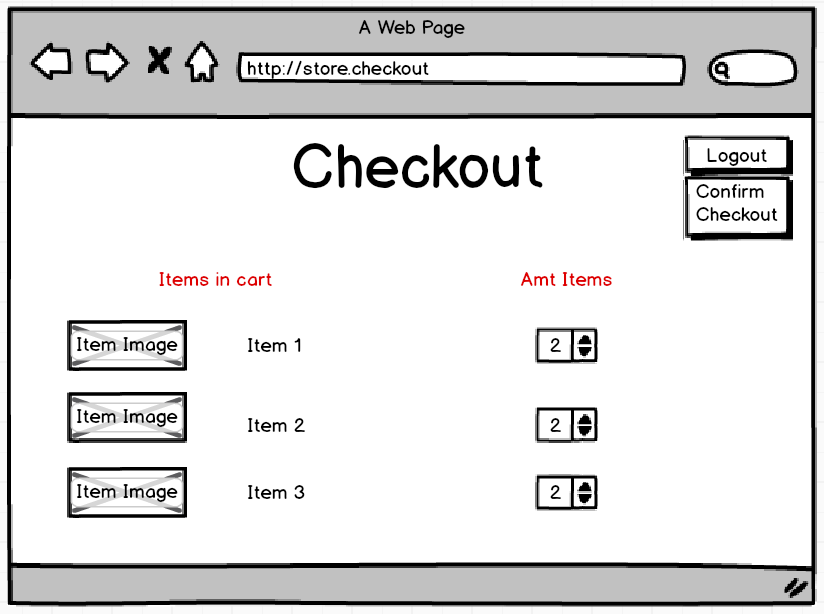 A Web Page
http://store.checkout
Checkout
Logout
Confirm
Checkout
Items in cart
Amt Items
Item Image
Item 1
2
Item Image
Item 2
2
Item Image
Item 3
2